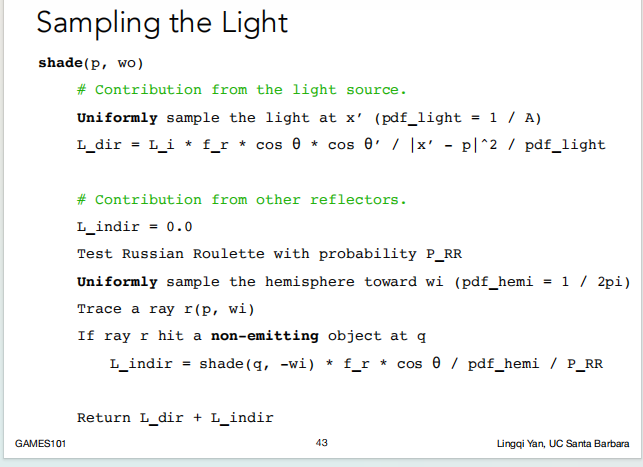 Sampling the Light
shade(p, wo)
# Contribution from the light source.
Uniformly sample the light at x’ (pdf_light = 1 / A)
L_dir = L_i * f_r * cos θ * cos θ’ / |x’ - p|^2 / pdf_light
# Contribution from other reflectors.
L_indir = 0.0
Test Russian Roulette with probability P_RR
Uniformly sample the hemisphere toward wi (pdf_hemi = 1 / 2pi)
Trace a ray r(p, wi)
If ray r hit a non-emitting object at q
L_indir = shade(q, -wi) * f_r * cos θ / pdf_hemi / P_RR
Return L_dir + L_indir
GAMES101
43
Lingqi Yan, UC Santa Barbara